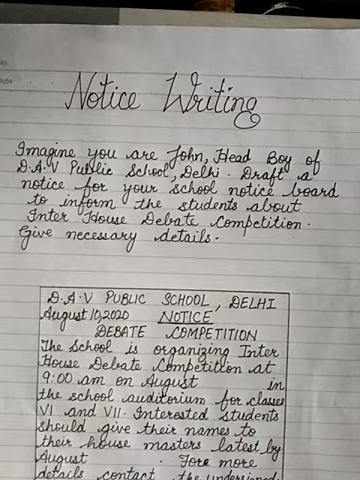 No.
Date
Notice Writing
Imagine you are John, Head Boy of
D.A.V Public School, Delhi. Draft a
notice for your School notice board
to inform the students about
Inter House Debate Competition.
Give necessary details.
D.A.V PUBLIC SCHOOL, DELHI
August 10,2020 NOTICE
DEBATE COMPETITION
The School is organizing Inter
House Debate Competition at
9:00 am on August in
the school auditorium for classes
VI and VII. Interested students
should give their names to
their house masters latest by
August . Fore more
details contact the undersigned